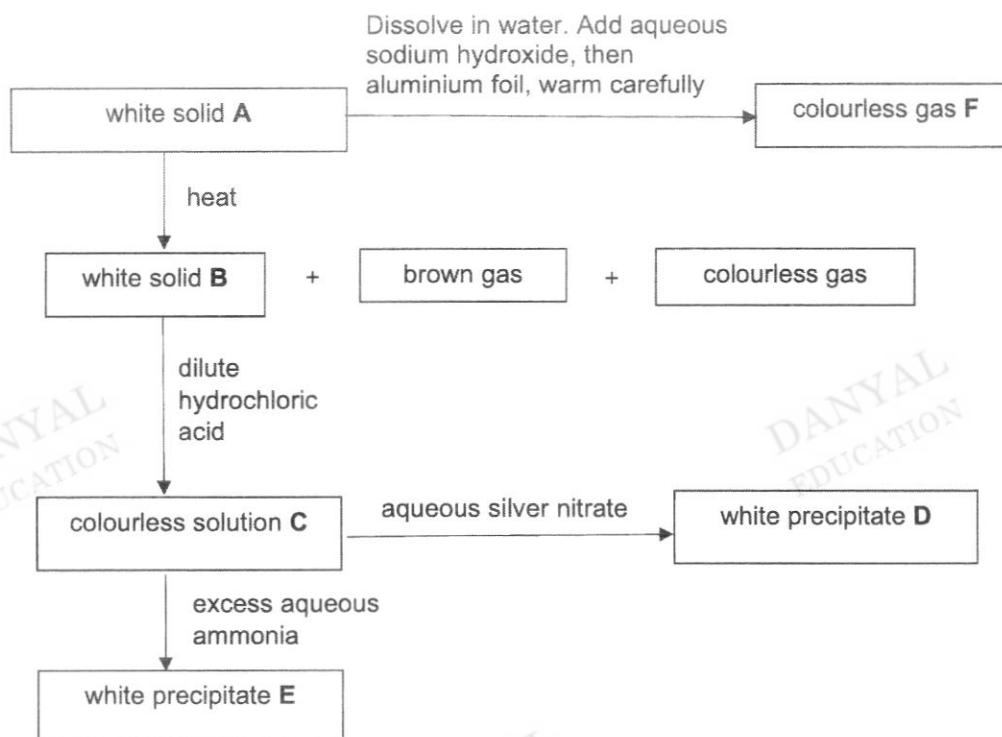 Dissolve in water. Add aqueous
sodium hydroxide, then
aluminium foil, warm carefully
white solid A
colourless gas F
heat
white solid B
+
brown gas
+
colourless gas
dilute
hydrochloric
acid
DANYAL
EDUCATION
colourless solution C
aqueous silver nitrate
white precipitate D
excess aqueous
ammonia
white precipitate E